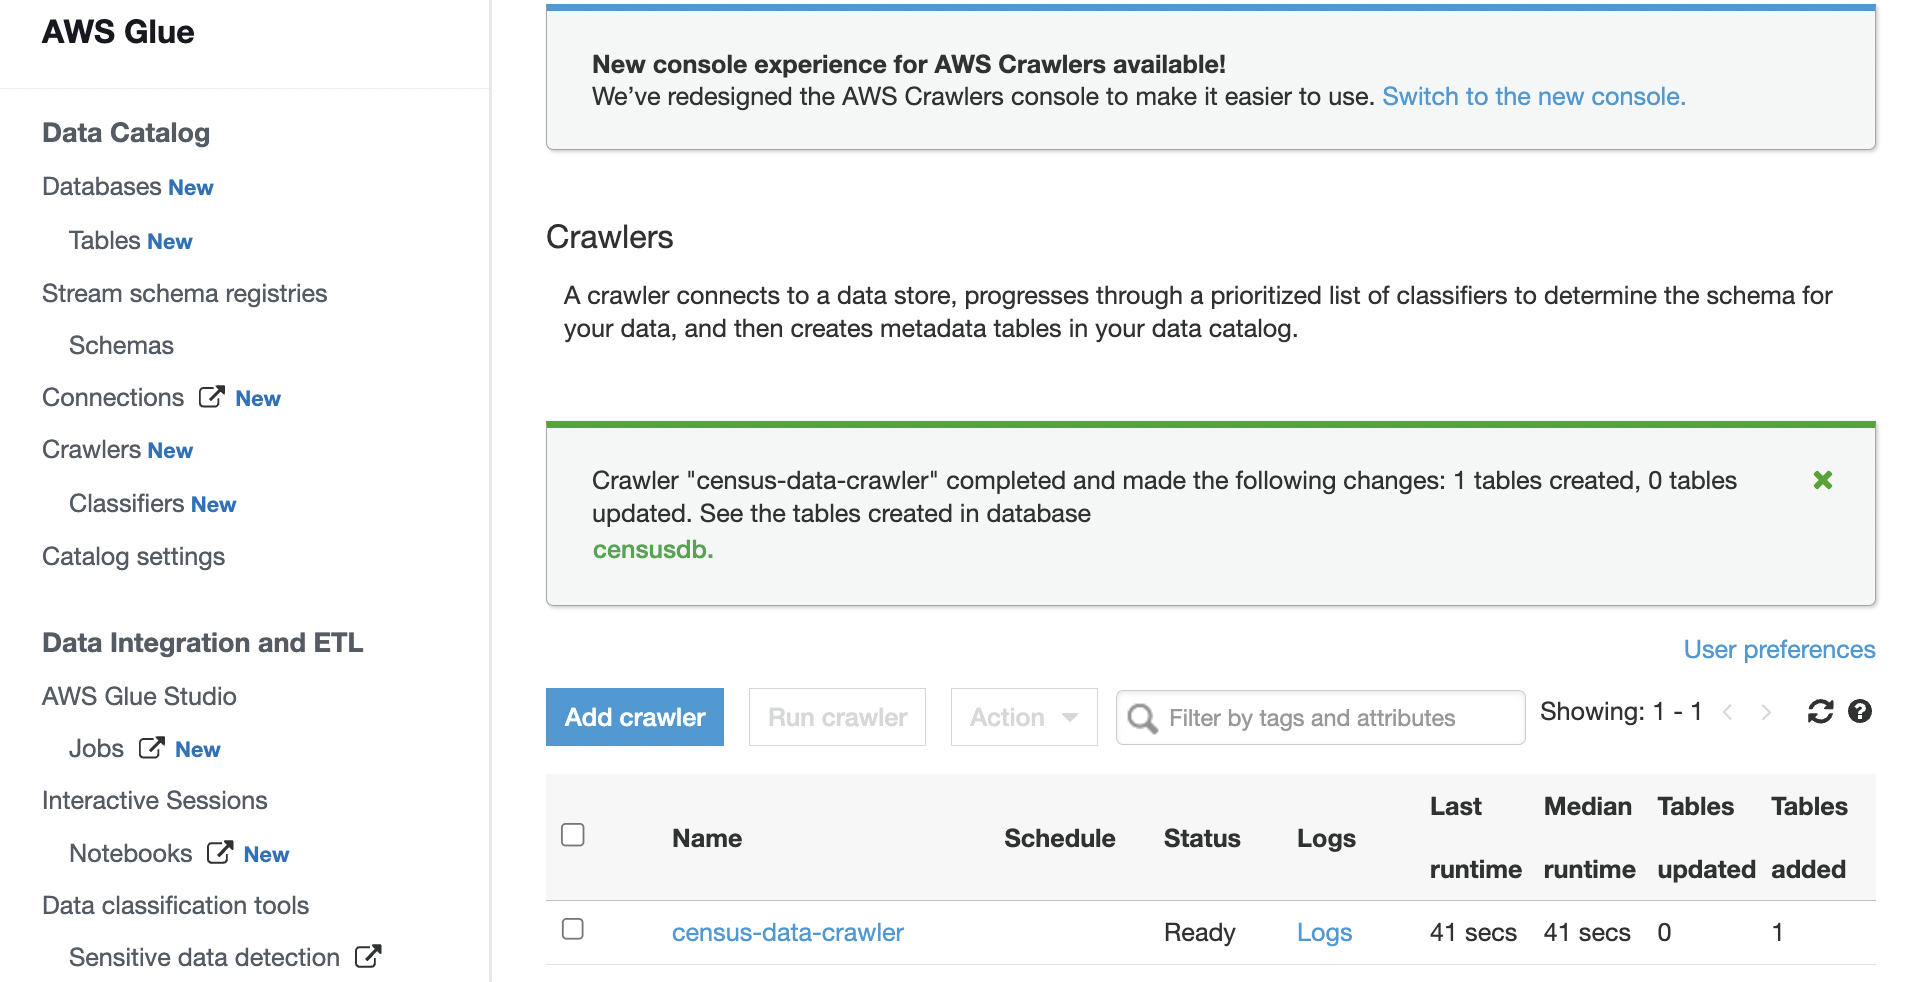 AWS Glue
Data Catalog
Databases New
Tables New
Stream schema registries
Schemas
Connections New
Crawlers New
Classifiers New
Catalog settings
Data Integration and ETL
AWS Glue Studio
Jobs New
Interactive Sessions
Notebooks New
Data classification tools
Sensitive data detection
New console experience for AWS Crawlers available!
We’ve redesigned the AWS Crawlers console to make it easier to use. Switch to the new console.
Crawlers
A crawler connects to a data store, progresses through a prioritized list of classifiers to determine the schema for
your data, and then creates metadata tables in your data catalog.
Crawler "census-data-crawler" completed and made the following changes: 1 tables created, 0 tables
updated. See the tables created in database
censusdb.
User preferences
Add crawler Run crawler Action Filter by tags and attributes Showing: 1 - 1
Name Schedule Status Logs Last runtime Median runtime Tables updated Tables added
census-data-crawler Ready Logs 41 secs 41 secs 0 1